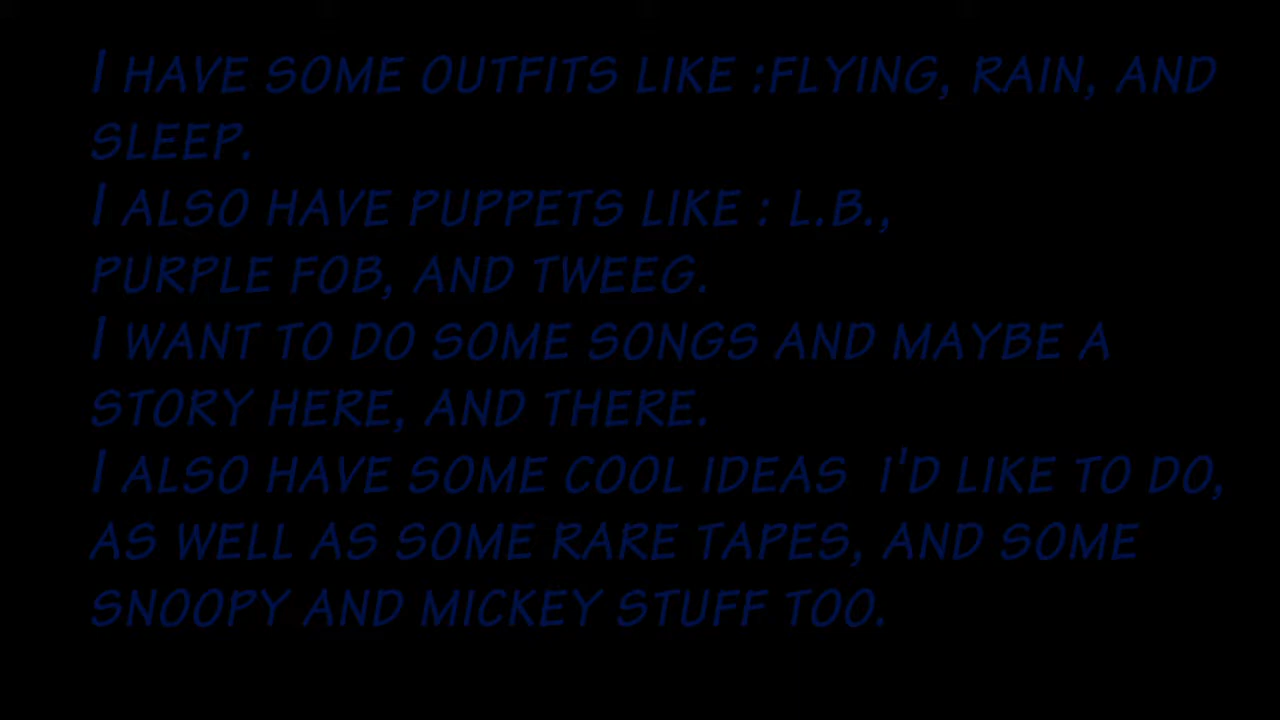 I HAVE SOME OUTFITS LIKE :FLYING, RAIN, AND
SLEEP.
I ALSO HAVE PUPPETS LIKE : L.B.,
PURPLE FOB, AND TWEEG.
I WANT TO DO SOME SONGS AND MAYBE A
STORY HERE, AND THERE.
I ALSO HAVE SOME COOL IDEAS  I'D LIKE TO DO,
AS WELL AS SOME RARE TAPES, AND SOME
SNOOPY AND MICKEY STUFF TOO.